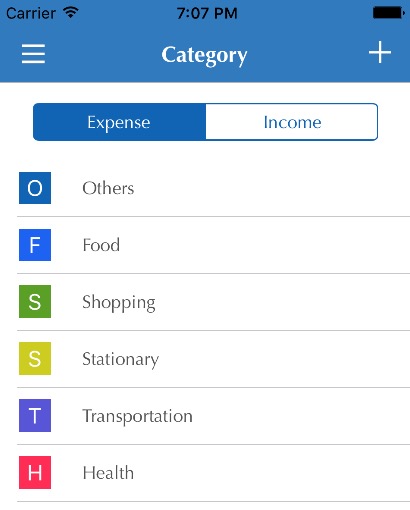 Carrier 7:07 PM
Category
Expense Income
O Others
F Food
S Shopping
S Stationary
T Transportation
H Health